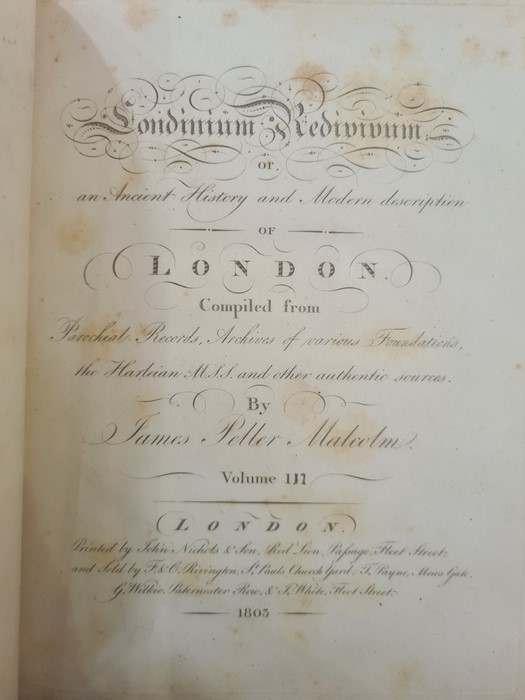 Londinium Redivivum,
or,
an Ancient History and Modern description
OF
LONDON.
Compiled from
Parochial Records, Archives of various Foundations,
the Harleian M.S.S. and other authentic sources.
By
James Peller Malcolm.
Volume III
LONDON.
Printed by John Nichols & Son, Red Lion Passage, Fleet Street;
and Sold by F. & C. Rivington, St. Pauls Church Yard, T. Payne, Mews Gate,
G. Wilkie, Paternoster Row, & J. White, Fleet Street;
1803